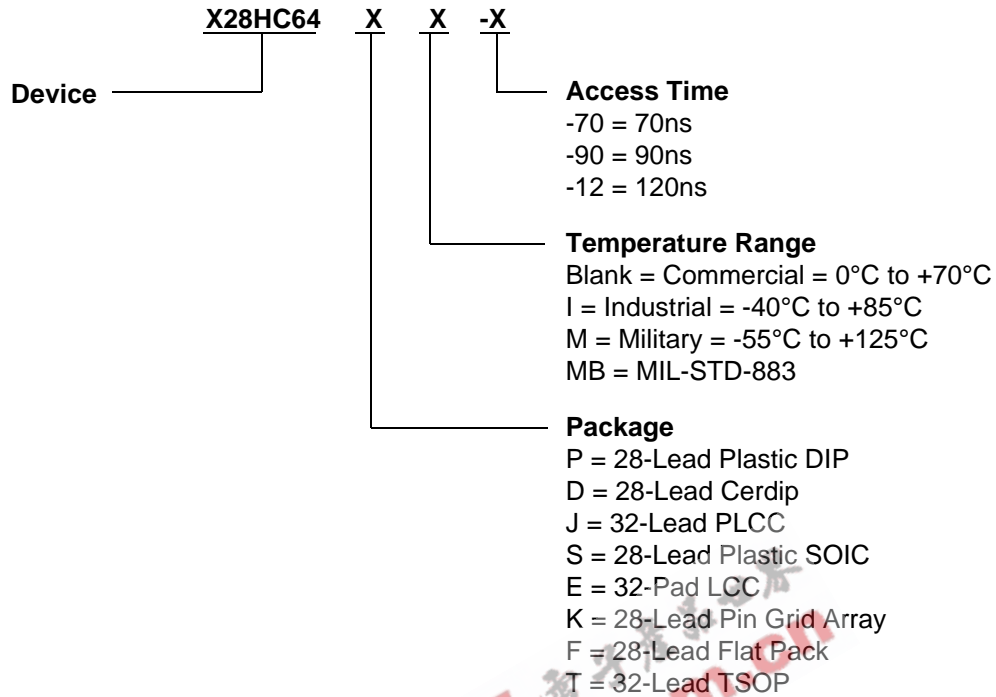 X28HC64 X X -X
Device
Access Time
-70 = 70ns
-90 = 90ns
-12 = 120ns
Temperature Range
Blank = Commercial = 0°C to +70°C
I = Industrial = -40°C to +85°C
M = Military = -55°C to +125°C
MB = MIL-STD-883
Package
P = 28-Lead Plastic DIP
D = 28-Lead Cerdip
J = 32-Lead PLCC
S = 28-Lead Plastic SOIC
E = 32-Pad LCC
K = 28-Lead Pin Grid Array
F = 28-Lead Flat Pack
T = 32-Lead TSOP